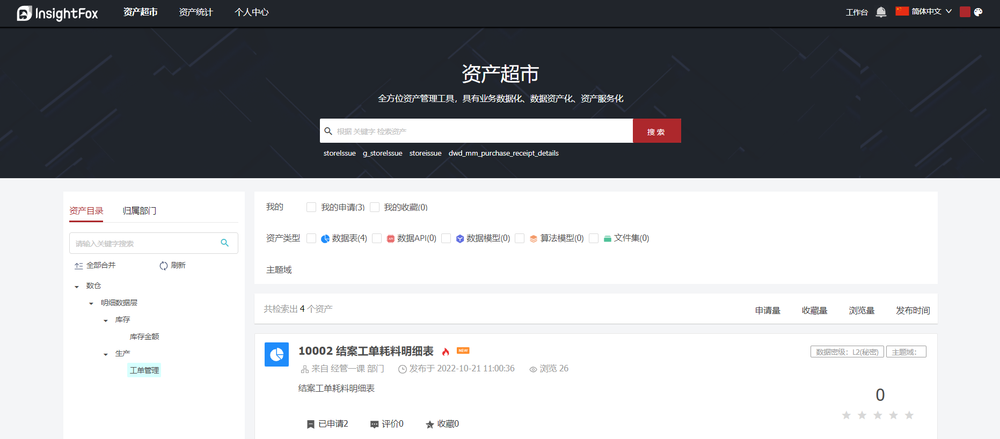 InsightFox 资产超市 资产统计 个人中心 工作台 简体中文
资产超市
全方位资产管理工具，具有业务数据化、数据资产化、资产服务化
根据 关键字 检索资产 搜 索
storeIssue g_storeIssue storeissue dwd_mm_purchase_receipt_details
资产目录 归属部门
请输入关键字搜索
全部合并 刷新
数仓
明细数据层
库存
库存金额
生产
工单管理
我的 我的申请(3) 我的收藏(0)
资产类型 数据表(4) API 数据API(0) 数据模型(0) 算法模型(0) 文件集(0)
主题域
共检索出 4 个资产 申请量 收藏量 浏览量 发布时间
10002 结案工单耗料明细表 NEW 数据密级：L2(秘密) 主题域：
来自 经管一课 部门 发布于 2022-10-21 11:00:36 浏览 26
结案工单耗料明细表
0
已申请2 评价0 收藏0